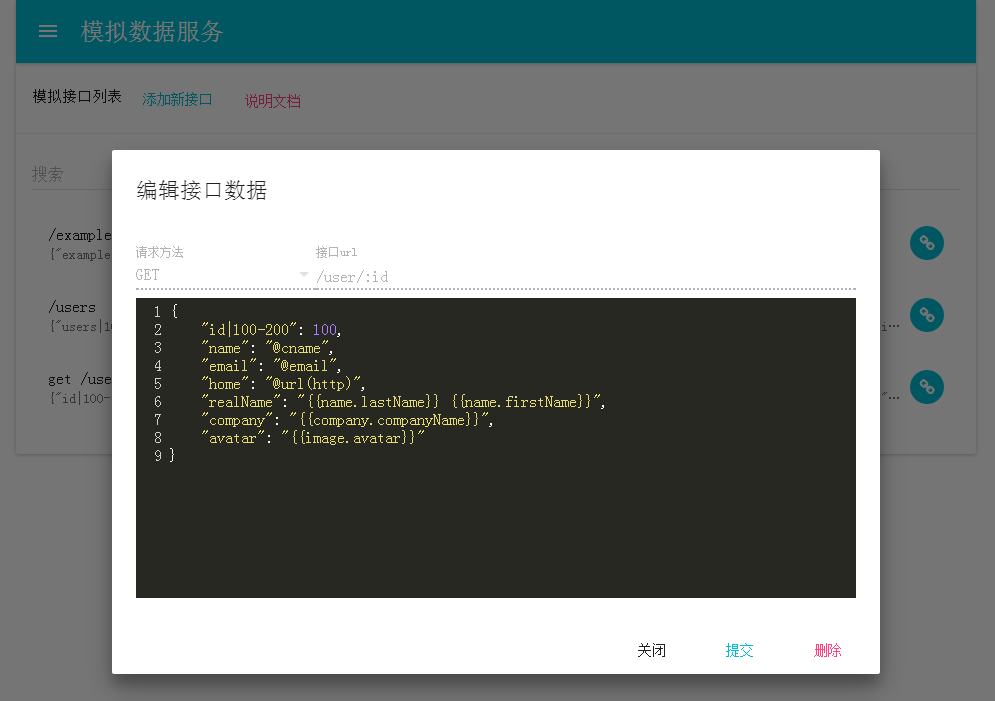 模拟数据服务
模拟接口列表 添加新接口 说明文档
搜索
/example
{"example
/users
{"users|1
get /use
{"id|100-
编辑接口数据
请求方法 接口url
GET /user/:id
1 {
2 "id|100-200": 100,
3 "name": "@cname",
4 "email": "@email",
5 "home": "@url(http)",
6 "realName": "{{name.lastName}} {{name.firstName}}",
7 "company": "{{company.companyName}}",
8 "avatar": "{{image.avatar}}"
9 }
关闭 提交 删除